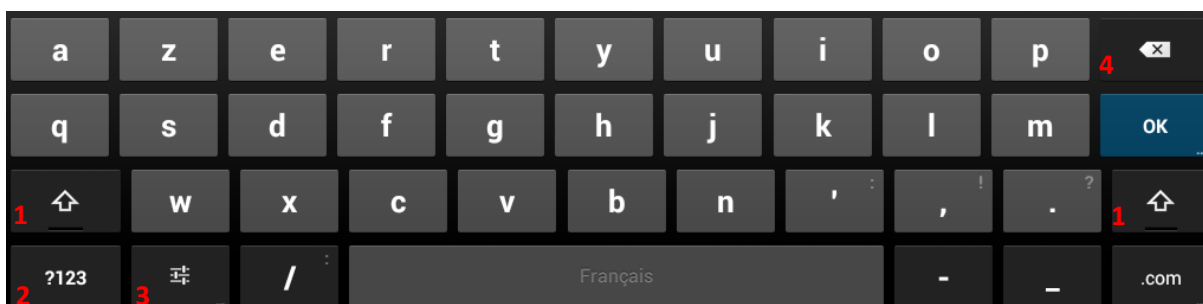 a z e r t y u i o p 4
q s d f g h j k l m OK ...
1 w x c v b n ' : , ! . ? 1
?123 2 3 / : Français - _ .com